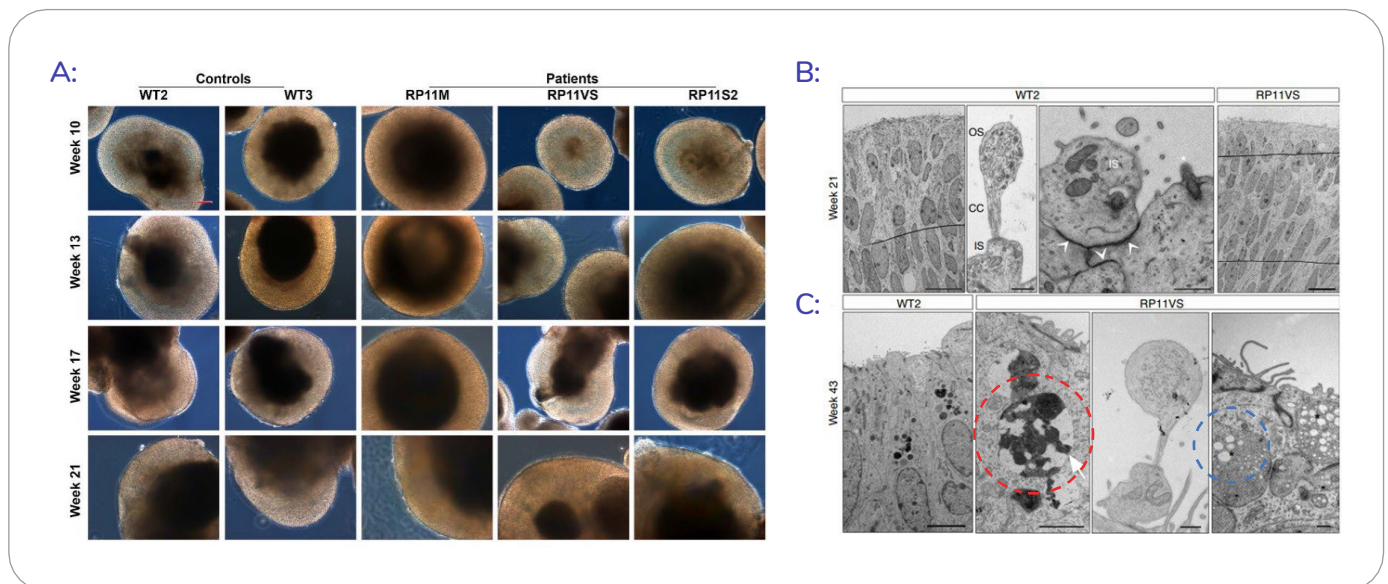 A:
Controls
Patients
WT2
WT3
RP11M
RP11VS
RP11S2
Week 10
Week 13
Week 17
Week 21
B:
WT2
RP11VS
Week 21
OS
CC
IS
IS
C:
WT2
RP11VS
Week 43